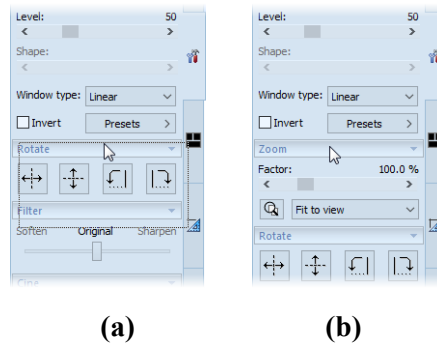 Level: 50
Shape:
Window type: Linear
Invert Presets
Rotate
Filter
Soften Original Sharpen
Cine
(a)
Level: 50
Shape:
Window type: Linear
Invert Presets
Zoom
Factor: 100.0 %
Fit to view
Rotate
(b)